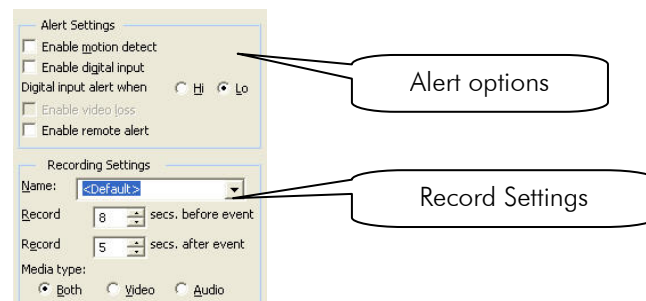 Alert Settings
Enable motion detect
Enable digital input
Digital input alert when Hi Lo
Enable video loss
Enable remote alert
Alert options
Recording Settings
Name: <Default>
Record 8 secs. before event
Record 5 secs. after event
Media type:
Both Video Audio
Record Settings